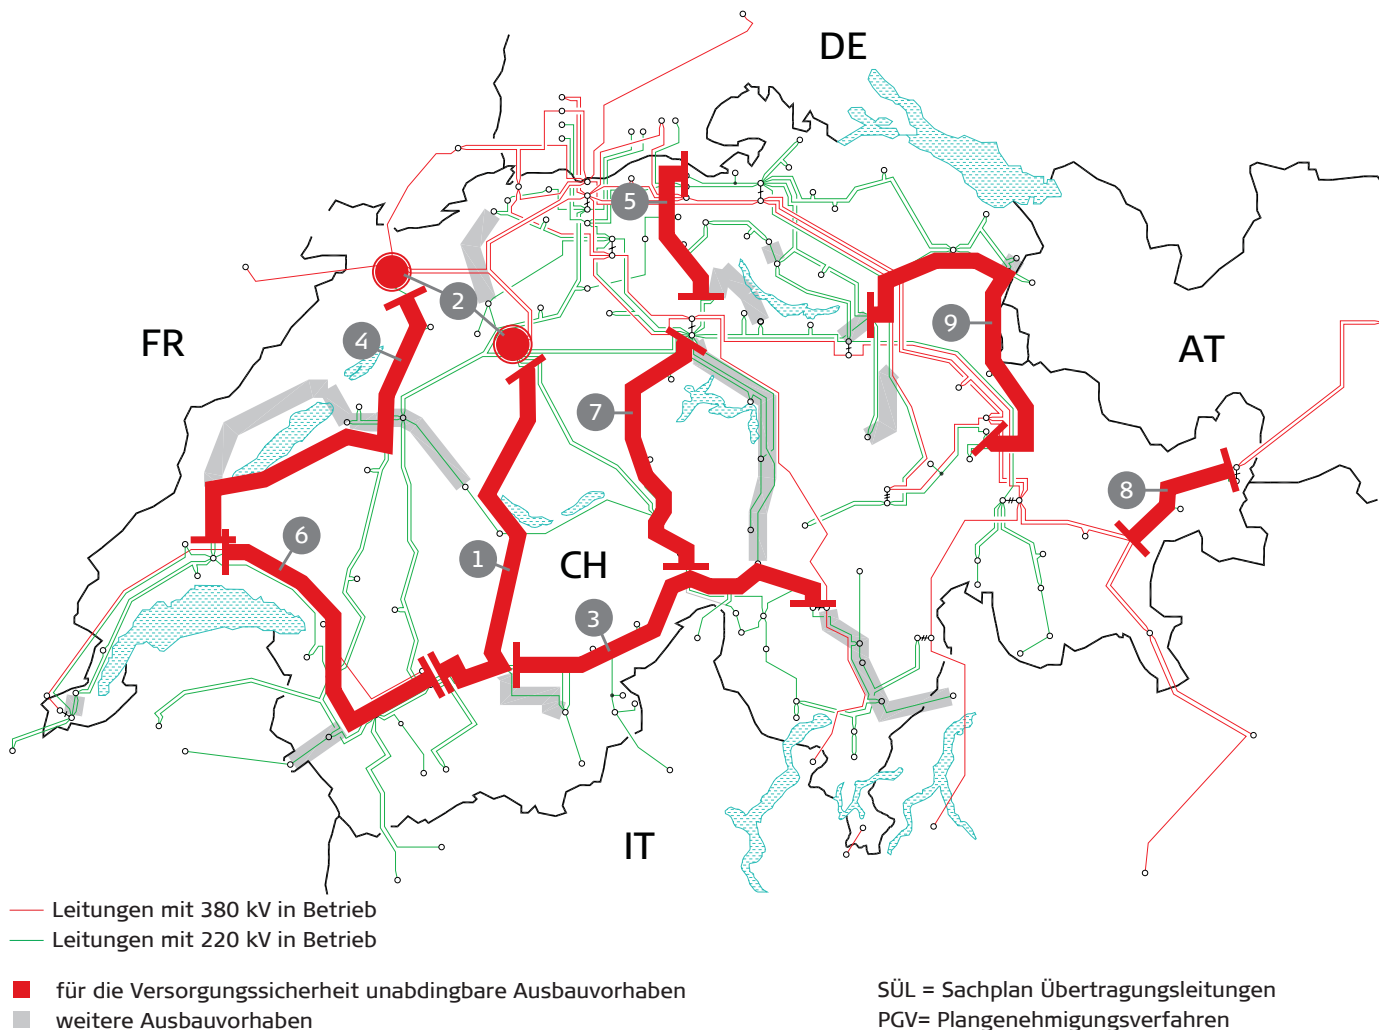 DE
5
2
FR
4
9
AT
7
8
6
1
CH
3
IT
Leitungen mit 380 kV in Betrieb
Leitungen mit 220 kV in Betrieb
für die Versorgungssicherheit unabdingbare Ausbauvorhaben
weitere Ausbauvorhaben
SÜL = Sachplan Übertragungsleitungen
PGV= Plangenehmigungsverfahren